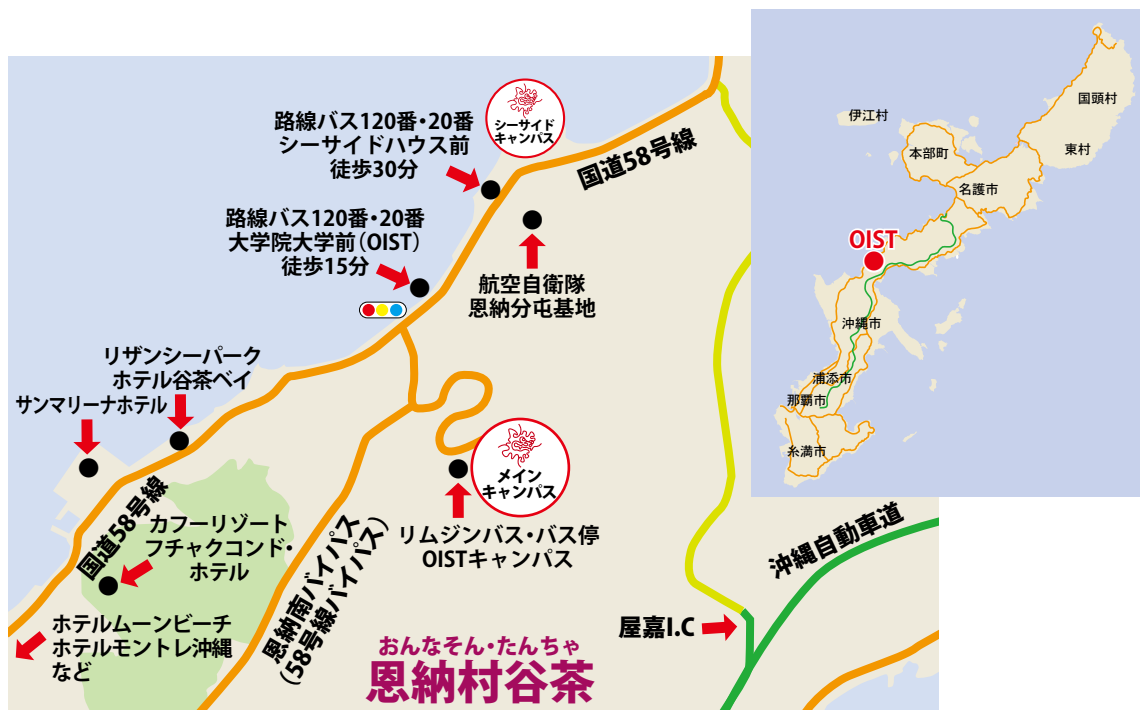 路線バス120番・20番
シーサイドハウス前
徒歩30分
シーサイド
キャンパス
国道58号線
路線バス120番・20番
大学院大学前（OIST）
徒歩15分
航空自衛隊
恩納分屯基地
リザンシーパーク
ホテル谷茶ベイ
サンマリーナホテル
メイン
キャンパス
国道58号線
カフーリゾート
フチャクコンド・
ホテル
リムジンバス・バス停
OISTキャンパス
恩納南バイパス
(58号線バイパス)
沖縄自動車道
ホテルムーンビーチ
ホテルモントレ沖縄
など
屋嘉I.C
おんなそん・たんちゃ
恩納村谷茶
国頭村
伊江村
東村
本部町
名護市
OIST
沖縄市
浦添市
那覇市
糸満市